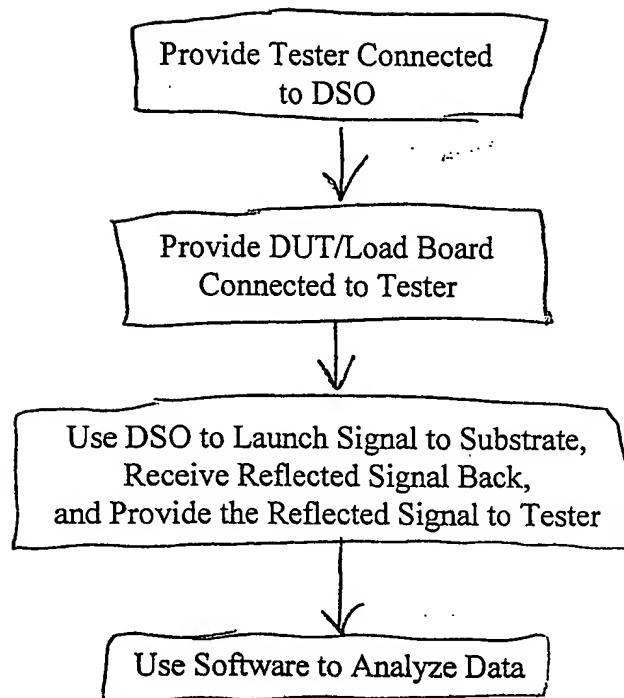 Provide Tester Connected
to DSO
Provide DUT/Load Board
Connected to Tester
Use DSO to Launch Signal to Substrate,
Receive Reflected Signal Back,
and Provide the Reflected Signal to Tester
Use Software to Analyze Data